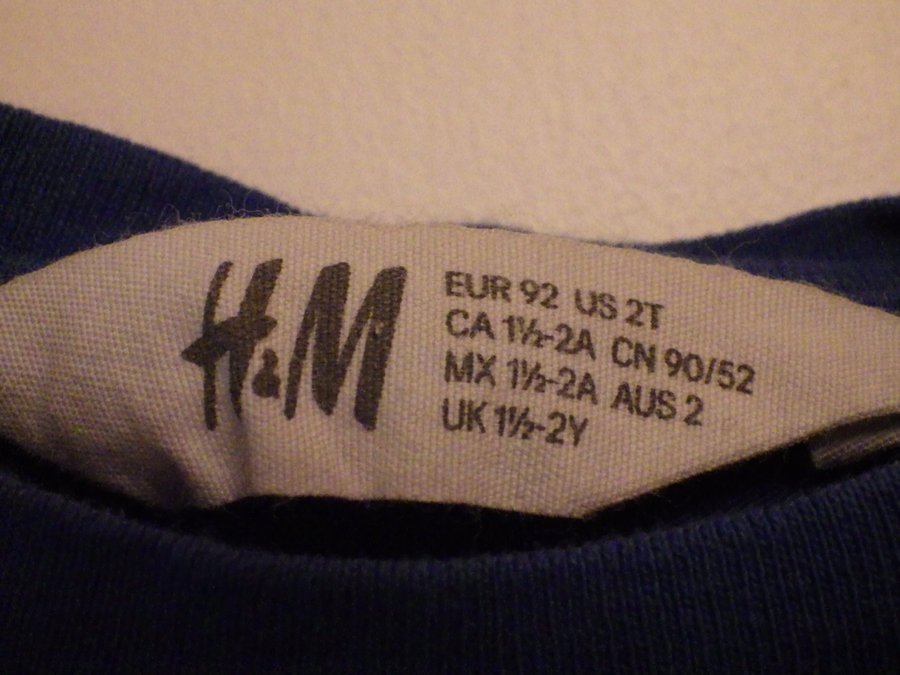 H&M
EUR 92 US 2T
CA 1½-2A CN 90/52
MX 1½-2A AUS 2
UK 1½-2Y